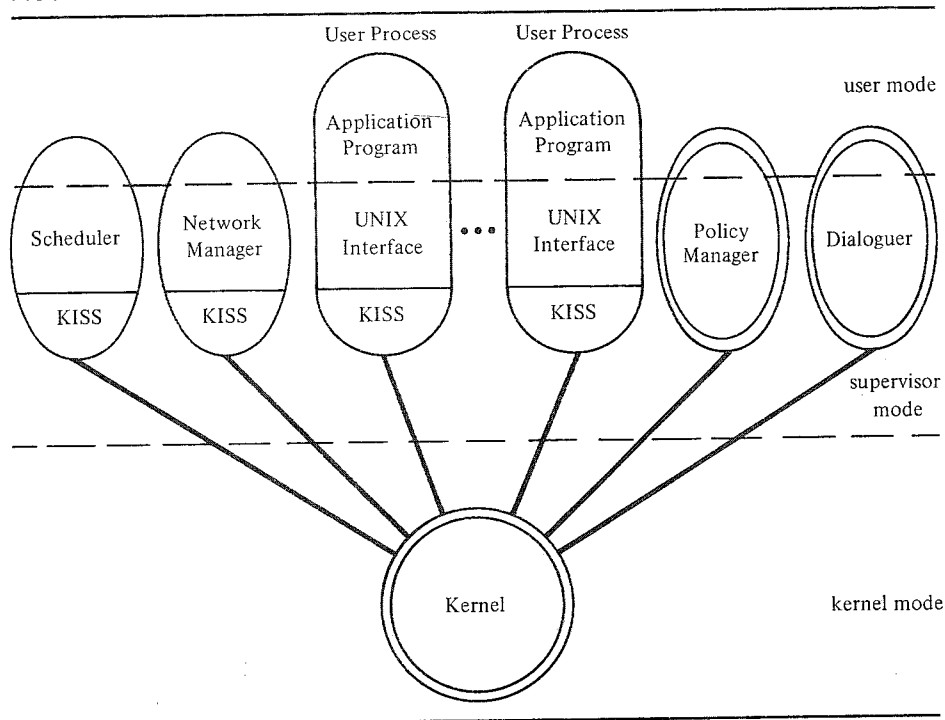 User Process
User Process
user mode
Application
Program
Application
Program
Scheduler
Network
Manager
UNIX
Interface
UNIX
Interface
Policy
Manager
Dialoguer
KISS
KISS
KISS
KISS
supervisor
mode
Kernel
kernel mode